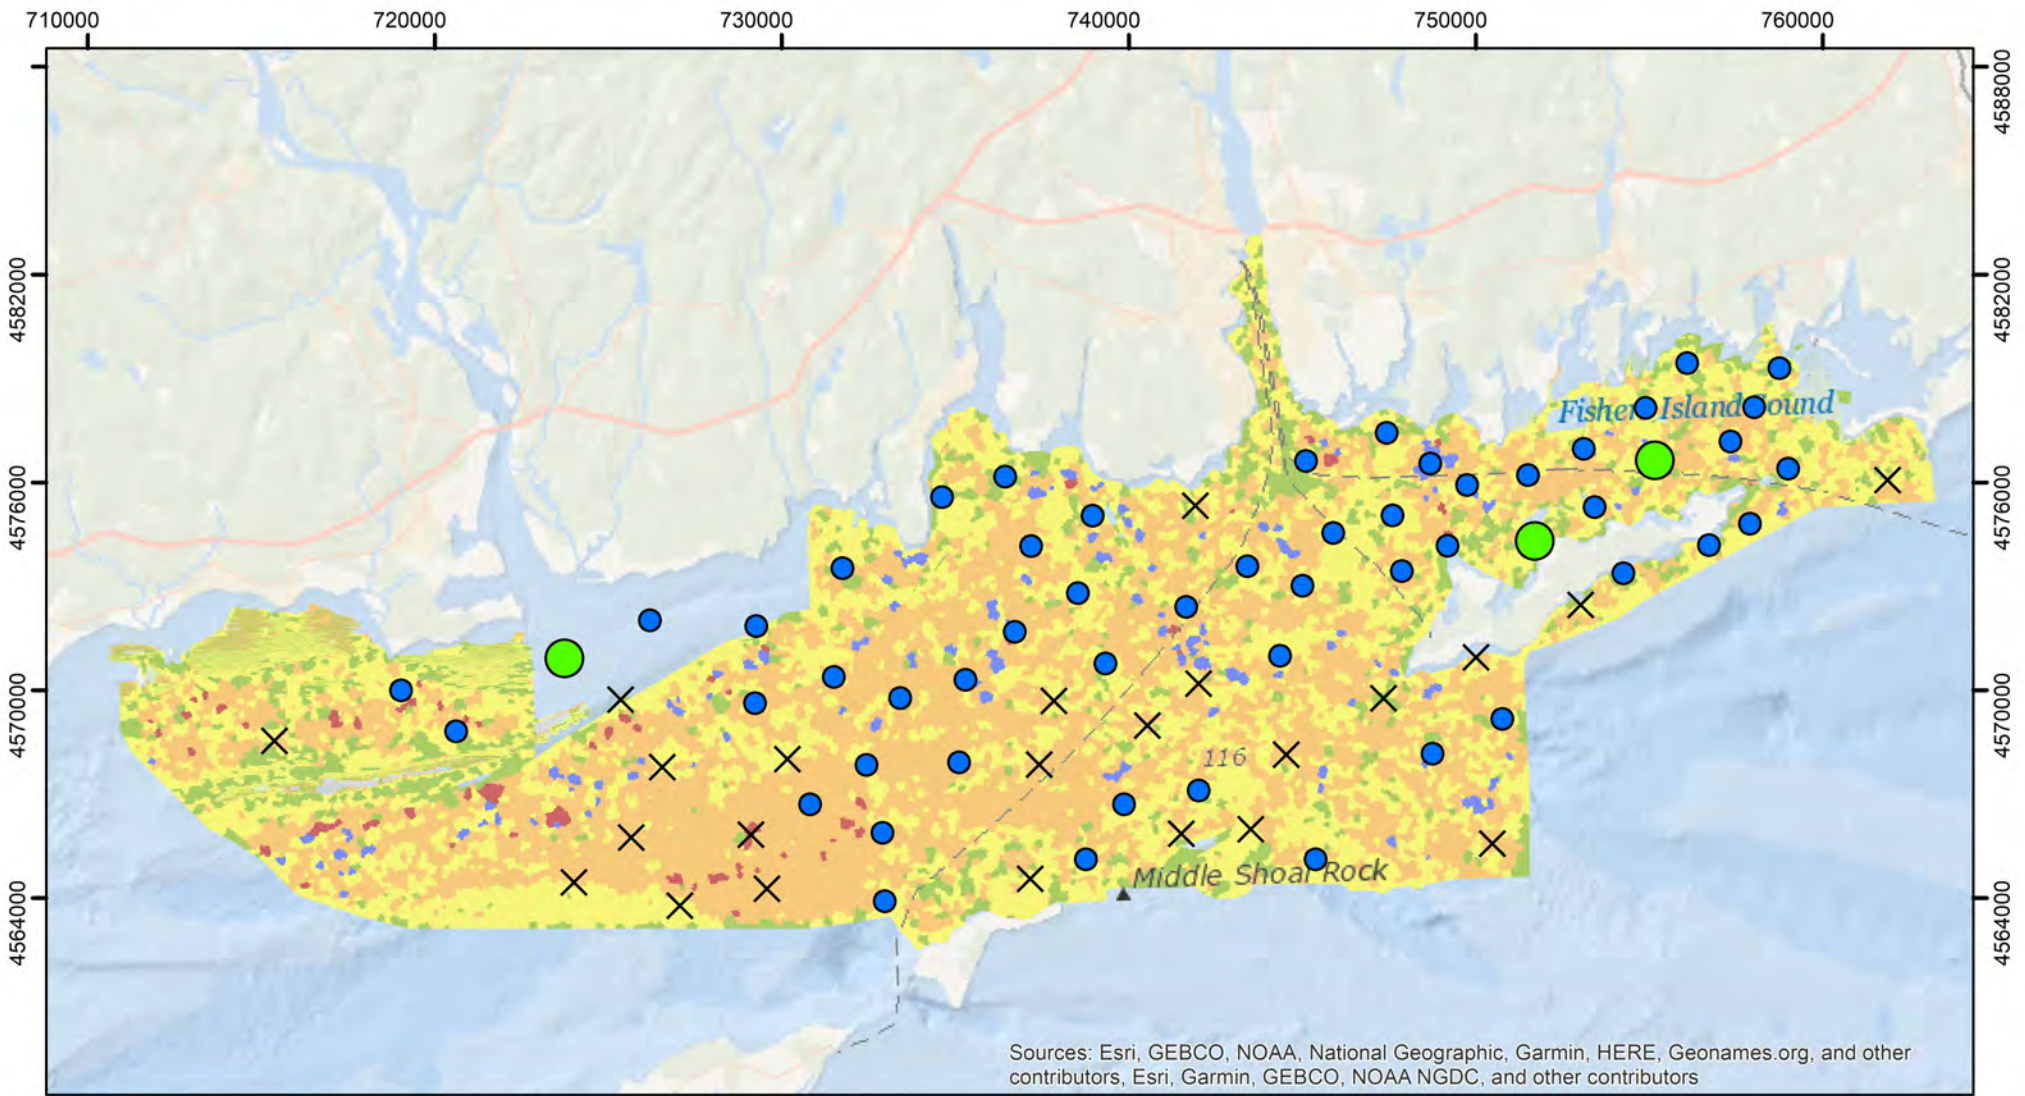 710000 720000 730000 740000 750000 760000
4588000
4582000 4582000
Fishers Island Sound
4576000 4576000
4570000 4570000
116
Middle Shoal Rock
4564000 4564000
Sources: Esri, GEBCO, NOAA, National Geographic, Garmin, HERE, Geonames.org, and other
contributors, Esri, Garmin, GEBCO, NOAA NGDC, and other contributors